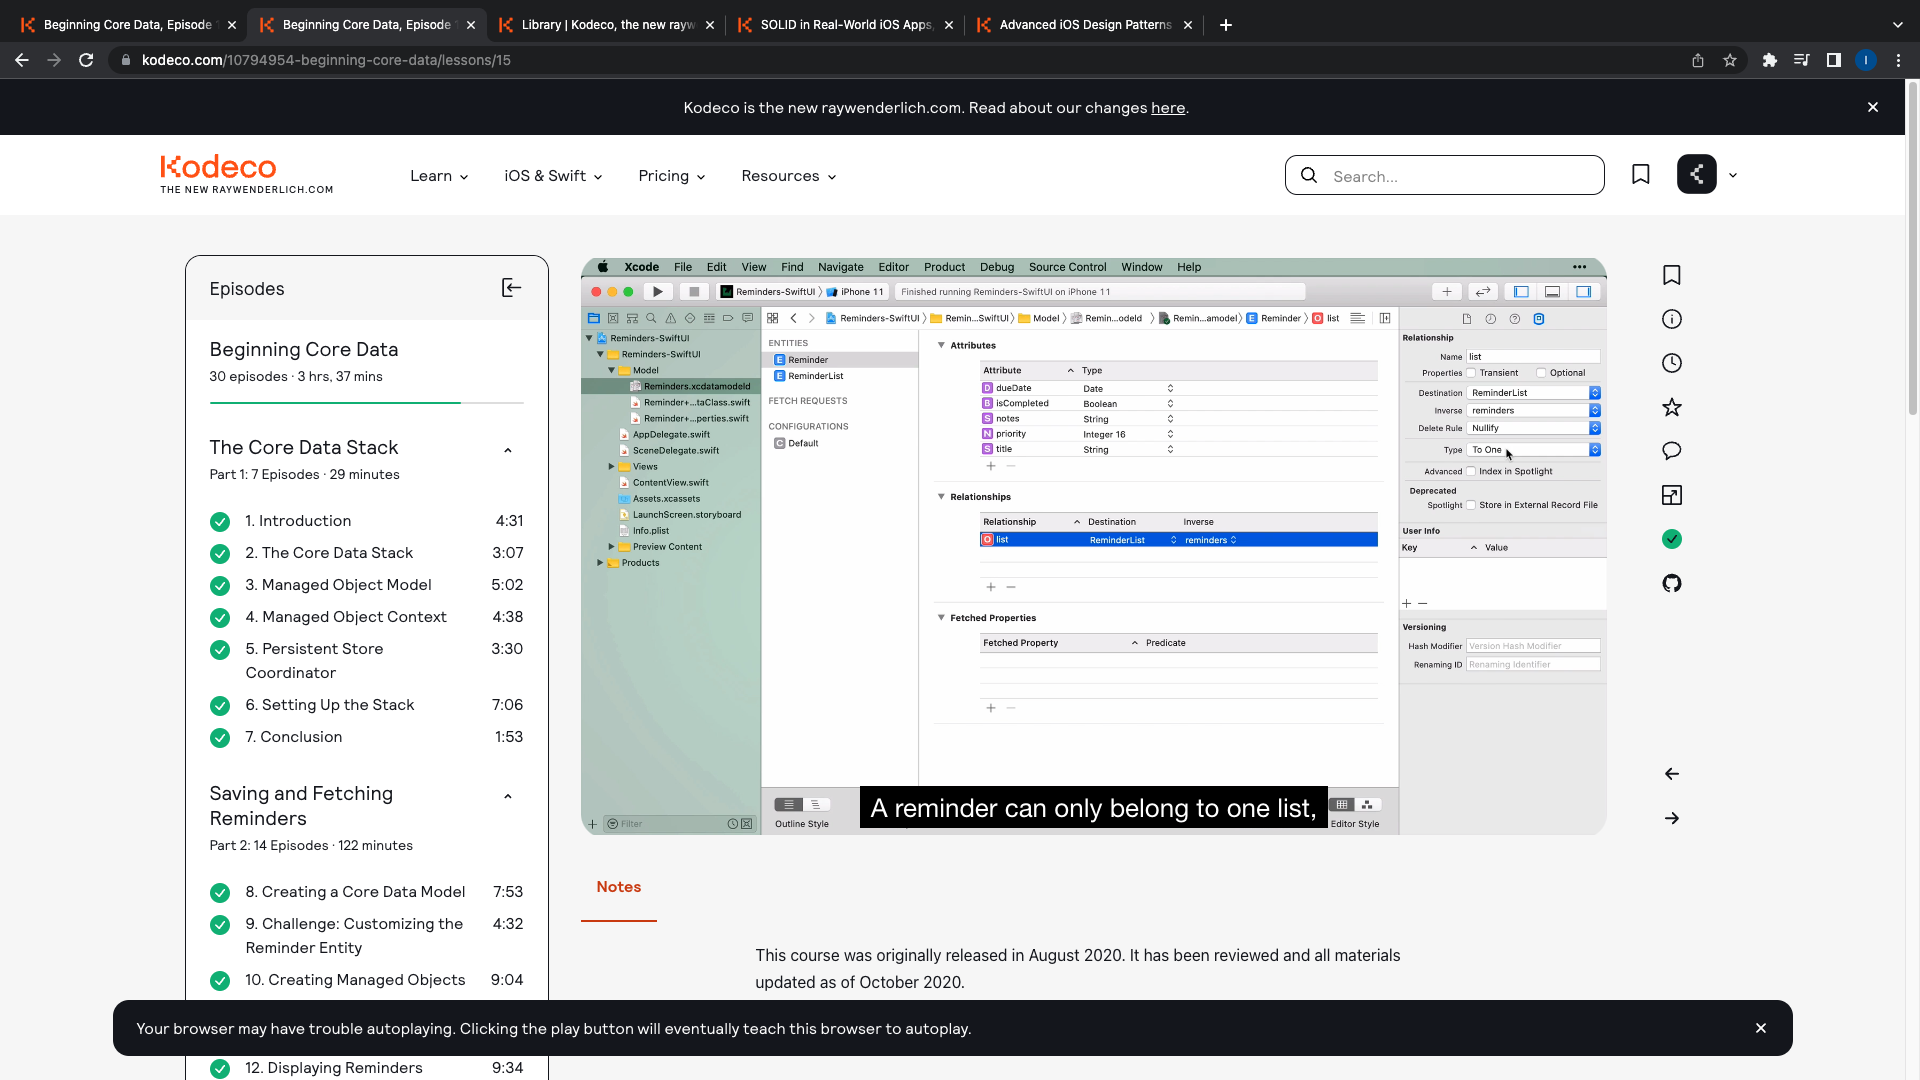 Beginning Core Data, Episode
Beginning Core Data, Episode
Library | Kodeco, the new rayw
SOLID in Real-World iOS Apps,
Advanced iOS Design Patterns
kodeco.com/10794954-beginning-core-data/lessons/15
I
Kodeco is the new raywenderlich.com. Read about our changes here.
Kodeco
THE NEW RAYWENDERLICH.COM
Learn
iOS & Swift
Pricing
Resources
Search...
Episodes
Beginning Core Data
30 episodes · 3 hrs, 37 mins
The Core Data Stack
Part 1: 7 Episodes · 29 minutes
1. Introduction 4:31
2. The Core Data Stack 3:07
3. Managed Object Model 5:02
4. Managed Object Context 4:38
5. Persistent Store 3:30
Coordinator
6. Setting Up the Stack 7:06
7. Conclusion 1:53
Saving and Fetching
Reminders
Part 2: 14 Episodes · 122 minutes
8. Creating a Core Data Model 7:53
9. Challenge: Customizing the 4:32
Reminder Entity
10. Creating Managed Objects 9:04
12. Displaying Reminders 9:34
Xcode File Edit View Find Navigate Editor Product Debug Source Control Window Help
Reminders-SwiftUI iPhone 11
Finished running Reminders-SwiftUI on iPhone 11
Reminders-SwiftUI Remin...SwiftUI Model Remin...odeld Remin...amodel Reminder list
Reminders-SwiftUI
Reminders-SwiftUI
Model
Reminders.xcdatamodeld
Reminder+...taClass.swift
Reminder+...perties.swift
AppDelegate.swift
SceneDelegate.swift
Views
ContentView.swift
Assets.xcassets
LaunchScreen.storyboard
Info.plist
Preview Content
Products
Filter
ENTITIES
E Reminder
E ReminderList
FETCH REQUESTS
CONFIGURATIONS
C Default
Outline Style
Attributes
Attribute Type
D dueDate Date
B isCompleted Boolean
S notes String
N priority Integer 16
S title String
Relationships
Relationship Destination Inverse
O list ReminderList reminders
Fetched Properties
Fetched Property Predicate
Editor Style
Relationship
Name list
Properties Transient Optional
Destination ReminderList
Inverse reminders
Delete Rule Nullify
Type To One
Advanced Index in Spotlight
Deprecated
Spotlight Store in External Record File
User Info
Key Value
Versioning
Hash Modifier Version Hash Modifier
Renaming ID Renaming Identifier
A reminder can only belong to one list,
Notes
This course was originally released in August 2020. It has been reviewed and all materials
updated as of October 2020.
Your browser may have trouble autoplaying. Clicking the play button will eventually teach this browser to autoplay.